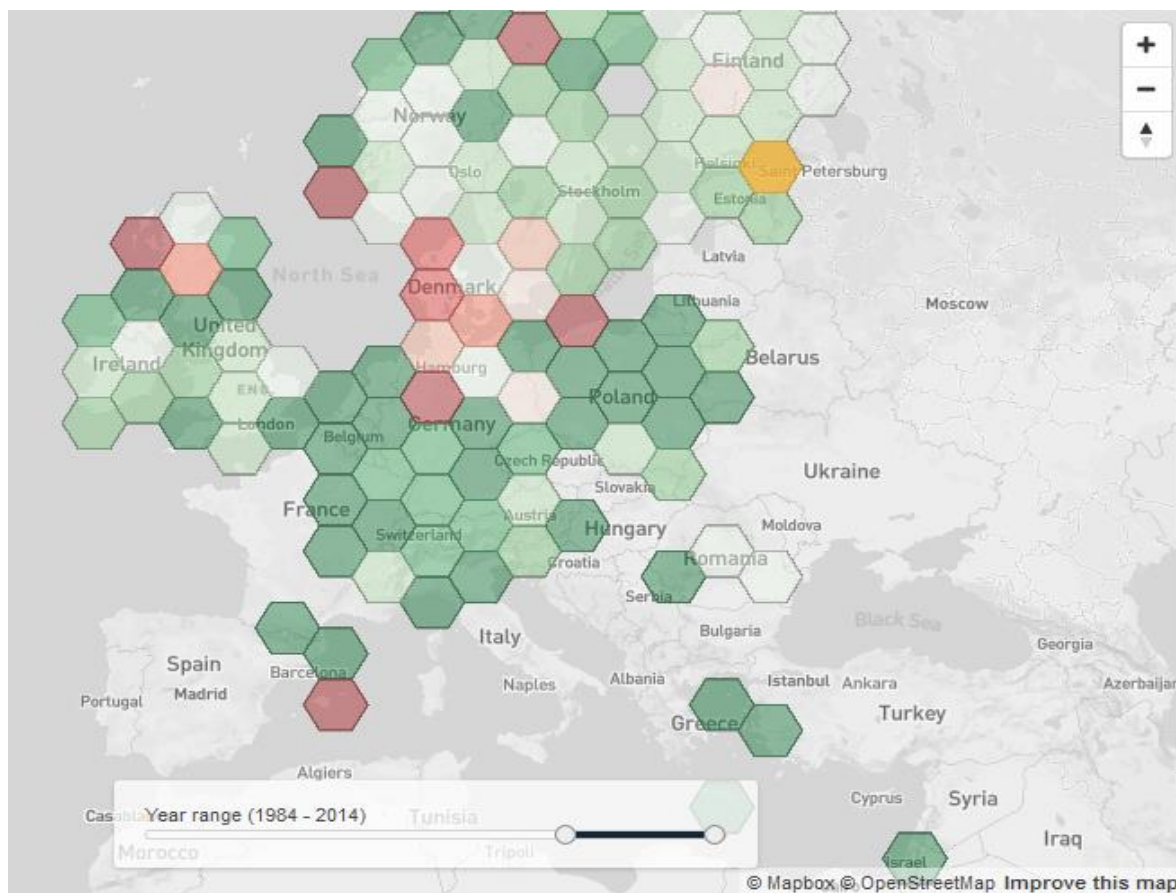 +
Finland
−
Norway
Helsinki
Oslo
Saint Petersburg
Stockholm
Estonia
Latvia
North Sea
Denmark
Baltic Sea
Lithuania
Moscow
United
Kingdom
Belarus
Ireland
Hamburg
ENG.
Poland
London
Germany
Belgium
Czech Republic
Ukraine
Slovakia
France
Austria
Hungary
Moldova
Switzerland
Romania
Croatia
Serbia
Italy
Bulgaria
Black Sea
Georgia
Spain
Barcelona
Naples
Albania
Istanbul
Ankara
Azerbaijan
Portugal
Madrid
Greece
Turkey
Algiers
Cyprus
Syria
Year range (1984 - 2014)
Tunisia
Iraq
Morocco
Tripoli
Israel
© Mapbox © OpenStreetMap Improve this map